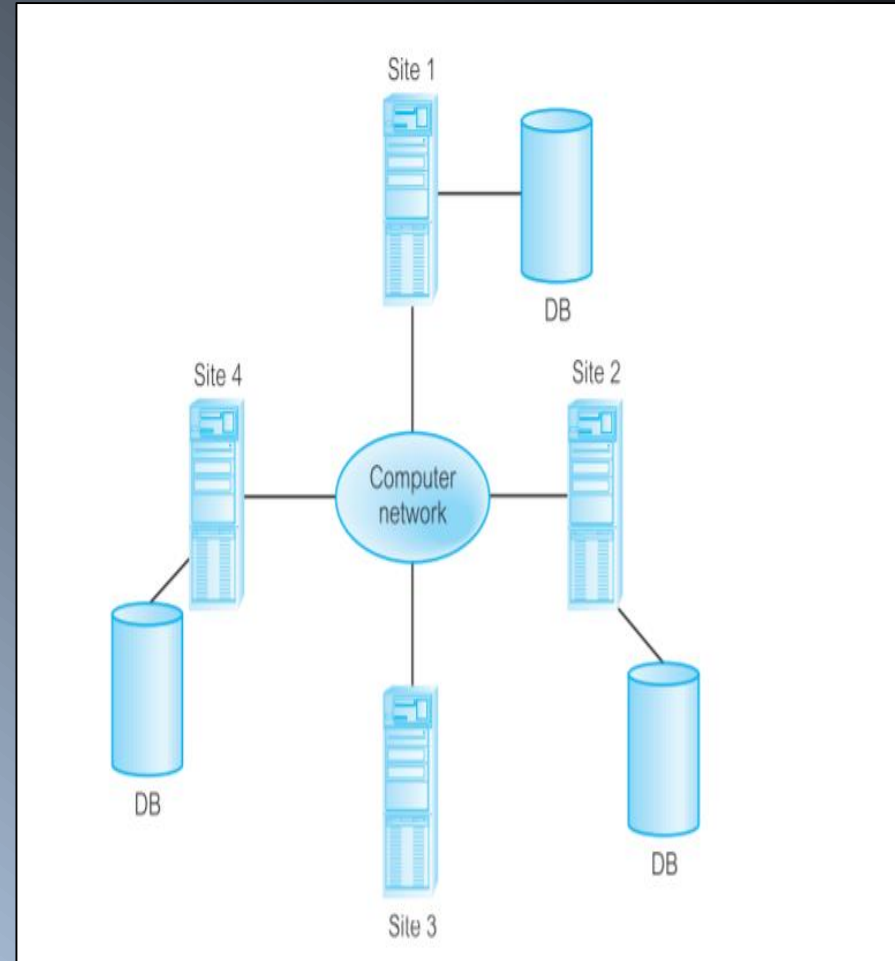 Site 1
DB
Site 4
Site 2
Computer
network
DB
DB
Site 3